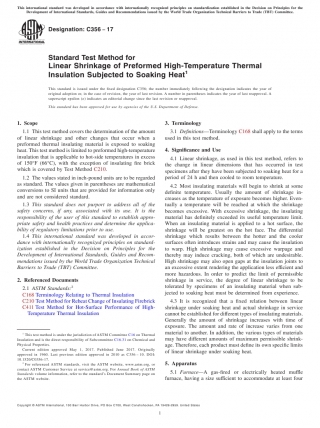 This international standard was developed in accordance with internationally recognized principles on standardization established in the Decision on Principles for the
Development of International Standards, Guides and Recommendations issued by the World Trade Organization Technical Barriers to Trade (TBT) Committee.
Designation: C356 − 17
Standard Test Method for
Linear Shrinkage of Preformed High-Temperature Thermal
Insulation Subjected to Soaking Heat1
This standard is issued under the fixed designation C356; the number immediately following the designation indicates the year of
original adoption or, in the case of revision, the year of last revision. A number in parentheses indicates the year of last reapproval. A
superscript epsilon (ε) indicates an editorial change since the last revision or reapproval.
This standard has been approved for use by agencies of the U.S. Department of Defense.
1. Scope
1.1 This test method covers the determination of the amount
of linear shrinkage and other changes that occur when a
preformed thermal insulating material is exposed to soaking
heat. This test method is limited to preformed high-temperature
insulation that is applicable to hot-side temperatures in excess
of 150°F (66°C), with the exception of insulating fire brick
which is covered by Test Method C210.
1.2 The values stated in inch-pound units are to be regarded
as standard. The values given in parentheses are mathematical
conversions to SI units that are provided for information only
and are not considered standard.
1.3 This standard does not purport to address all of the
safety concerns, if any, associated with its use. It is the
responsibility of the user of this standard to establish appro-
priate safety and health practices and determine the applica-
bility of regulatory limitations prior to use.
1.4 This international standard was developed in accor-
dance with internationally recognized principles on standard-
ization established in the Decision on Principles for the
Development of International Standards, Guides and Recom-
mendations issued by the World Trade Organization Technical
Barriers to Trade (TBT) Committee.
2. Referenced Documents
2.1 ASTM Standards:2
C168 Terminology Relating to Thermal Insulation
C210 Test Method for Reheat Change of Insulating Firebrick
C411 Test Method for Hot-Surface Performance of High-
Temperature Thermal Insulation
1 This test method is under the jurisdiction of ASTM Committee C16 on Thermal
Insulation and is the direct responsibility of Subcommittee C16.31 on Chemical and
Physical Properties.
Current edition approved May 1, 2017. Published June 2017. Originally
approved in 1960. Last previous edition approved in 2010 as C356 – 10. DOI:
10.1520/C0356-17.
2 For referenced ASTM standards, visit the ASTM website, www.astm.org, or
contact ASTM Customer Service at service@astm.org. For Annual Book of ASTM
Standards volume information, refer to the standard's Document Summary page on
the ASTM website.
3. Terminology
3.1 Definitions—Terminology C168 shall apply to the terms
used in this test method.
4. Significance and Use
4.1 Linear shrinkage, as used in this test method, refers to
the change in linear dimensions that has occurred in test
specimens after they have been subjected to soaking heat for a
period of 24 h and then cooled to room temperature.
4.2 Most insulating materials will begin to shrink at some
definite temperature. Usually the amount of shrinkage in-
creases as the temperature of exposure becomes higher. Even-
tually a temperature will be reached at which the shrinkage
becomes excessive. With excessive shrinkage, the insulating
material has definitely exceeded its useful temperature limit.
When an insulating material is applied to a hot surface, the
shrinkage will be greatest on the hot face. The differential
shrinkage which results between the hotter and the cooler
surfaces often introduces strains and may cause the insulation
to warp. High shrinkage may cause excessive warpage and
thereby may induce cracking, both of which are undesirable.
High shrinkage may also open gaps at the insulation joints to
an excessive extent rendering the application less efficient and
more hazardous. In order to predict the limit of permissible
shrinkage in service, the degree of linear shrinkage to be
tolerated by specimens of an insulating material when sub-
jected to soaking heat must be determined from experience.
4.3 It is recognized that a fixed relation between linear
shrinkage under soaking heat and actual shrinkage in service
cannot be established for different types of insulating materials.
Generally the amount of shrinkage increases with time of
exposure. The amount and rate of increase varies from one
material to another. In addition, the various types of materials
may have different amounts of maximum permissible shrink-
age. Therefore, each product must define its own specific limits
of linear shrinkage under soaking heat.
5. Apparatus
5.1 Furnace—A gas-fired or electrically heated muffle
furnace, having a size sufficient to accommodate at least four
Copyright © ASTM International, 100 Barr Harbor Drive, PO Box C700, West Conshohocken, PA 19428-2959. United States
1